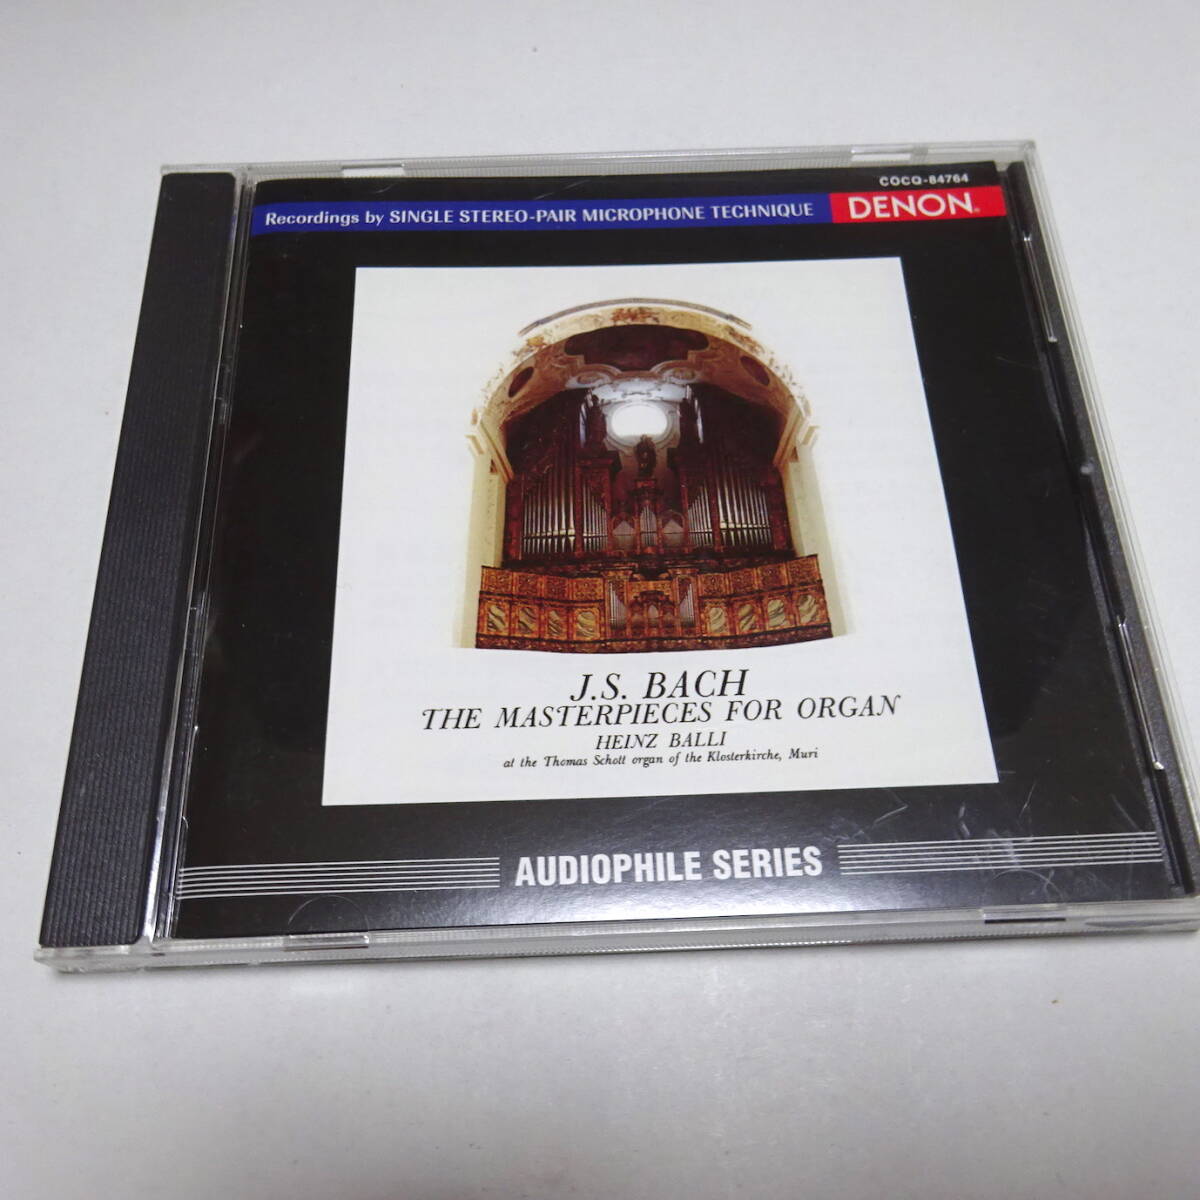 COCQ-84764
Recordings by SINGLE STEREO-PAIR MICROPHONE TECHNIQUE DENON®
J.S. BACH
THE MASTERPIECES FOR ORGAN
HEINZ BALLI
at the Thomas Schott organ of the Klosterkirche, Muri
AUDIOPHILE SERIES